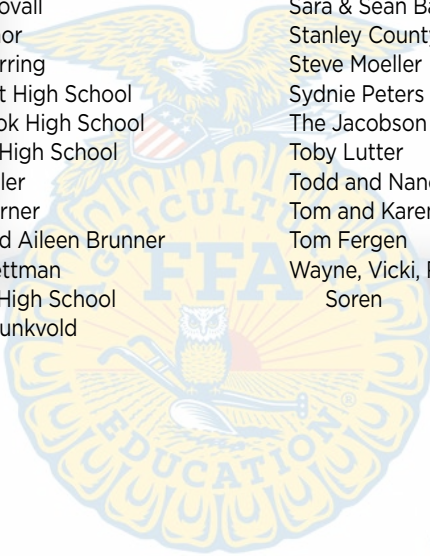 ovall
or
rring
t High School
ok High School
High School
ler
rner
d Aileen Brunner
ettman
High School
unkvold
Sara & Sean Ba
Stanley County
Steve Moeller
Sydnie Peters
The Jacobson
Toby Lutter
Todd and Nanc
Tom and Karen
Tom Fergen
Wayne, Vicki,
Soren
AGRICULTURAL
FFA
EDUCATION
®